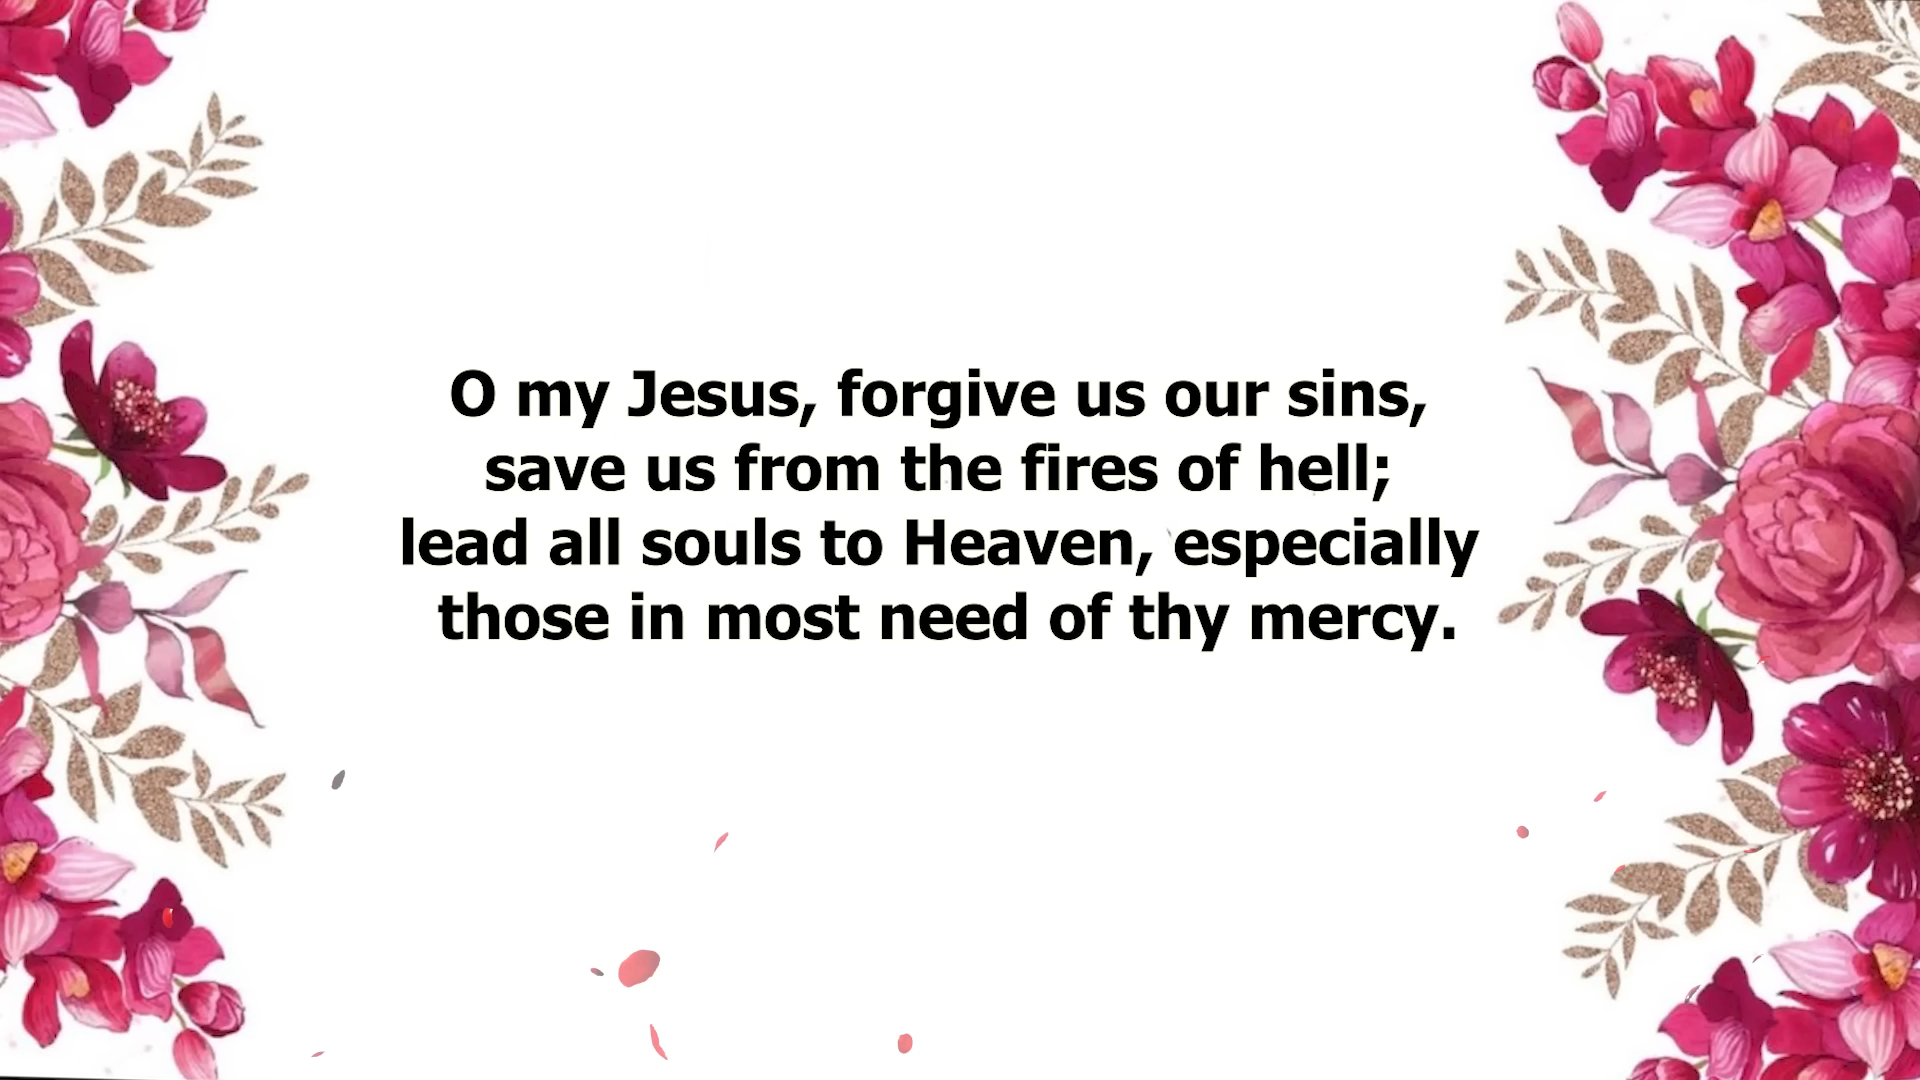 O my Jesus, forgive us our sins,
save us from the fires of hell;
lead all souls to Heaven, especially
those in most need of thy mercy.